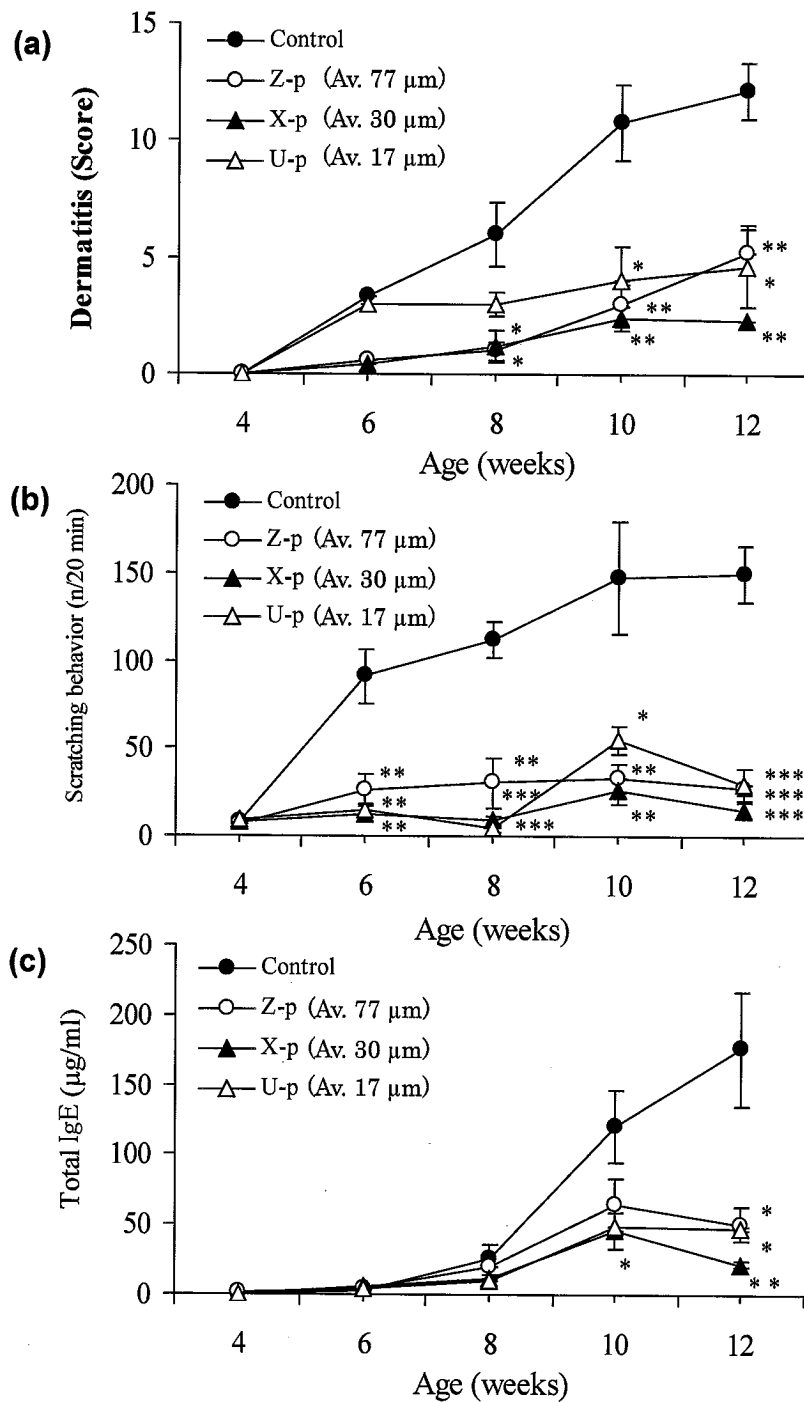 (a)
Dermatitis (Score)
15
10
5
0
Control
Z-p (Av. 77 µm)
X-p (Av. 30 µm)
U-p (Av. 17 µm)
*
*
*
**
**
**
*
**
4 6 8 10 12
Age (weeks)
(b)
Scratching behavior (n/20 min)
200
150
100
50
0
Control
Z-p (Av. 77 µm)
X-p (Av. 30 µm)
U-p (Av. 17 µm)
**
**
**
**
***
***
*
**
**
***
***
***
4 6 8 10 12
Age (weeks)
(c)
Total IgE (µg/ml)
250
200
150
100
50
0
Control
Z-p (Av. 77 µm)
X-p (Av. 30 µm)
U-p (Av. 17 µm)
*
*
*
**
4 6 8 10 12
Age (weeks)